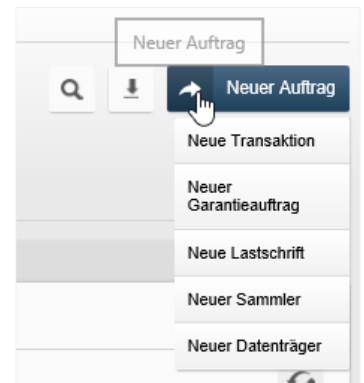 Neuer Auftrag
Neuer Auftrag
Neue Transaktion
Neuer
Garantieauftrag
Neue Lastschrift
Neuer Sammler
Neuer Datenträger